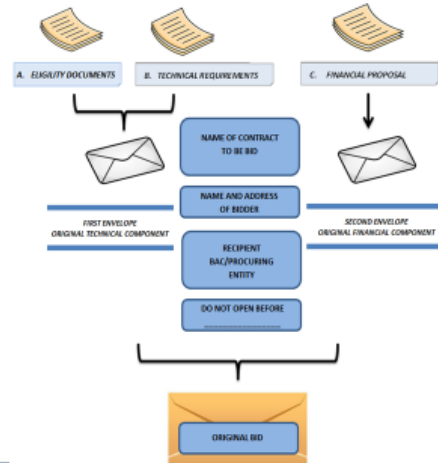 A. ELIGILITY DOCUMENTS
B. TECHNICAL REQUIREMENTS
C. FINANCIAL PROPOSAL
NAME OF CONTRACT
TO BE BID
NAME AND ADDRESS
OF BIDDER
FIRST ENVELOPE
ORIGINAL TECHNICAL COMPONENT
SECOND ENVELOPE
ORIGINAL FINANCIAL COMPONENT
RECIPIENT
BAC/PROCURING
ENTITY
DO NOT OPEN BEFORE
________________
ORIGINAL BID